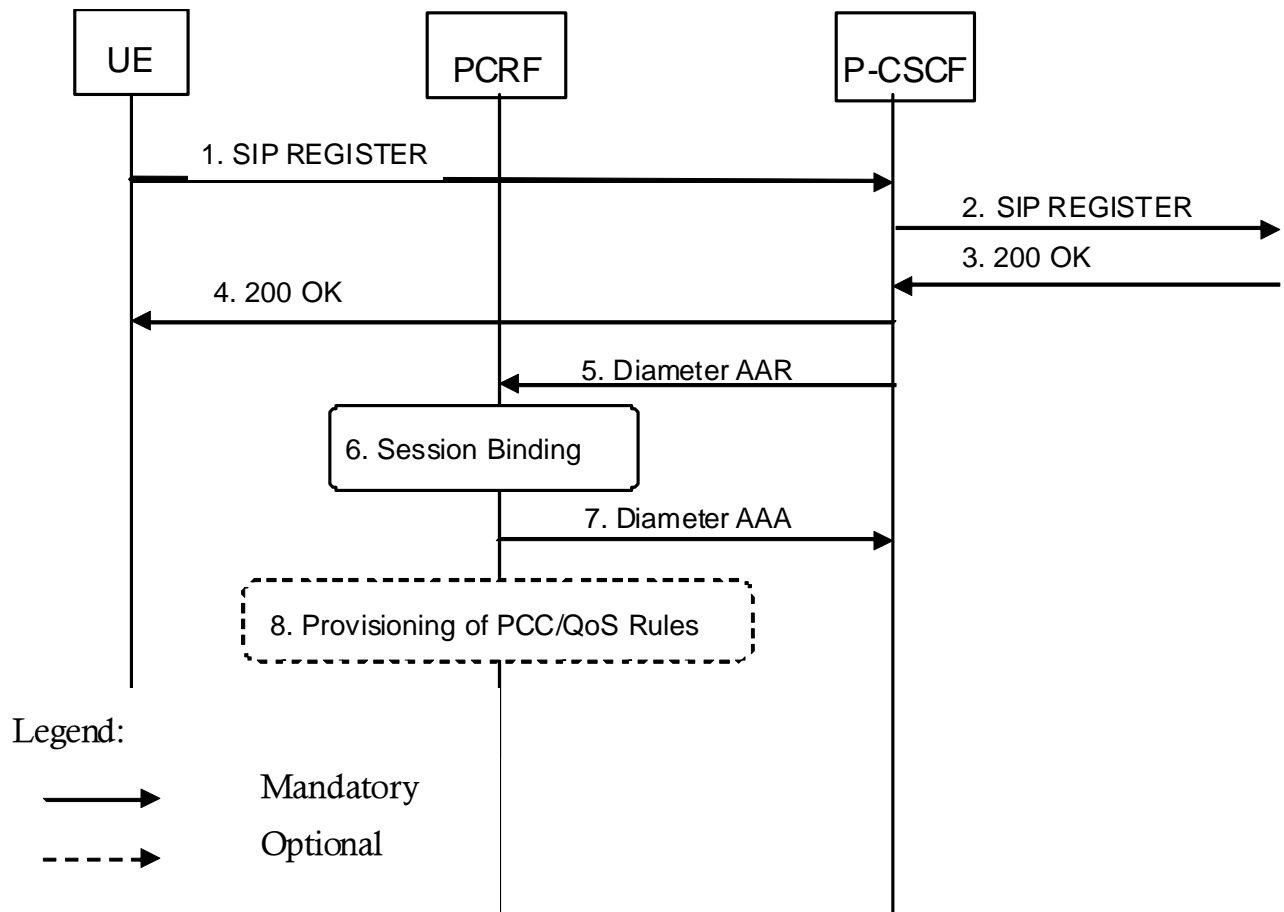 UE
PCRF
P-CSCF
1. SIP REGISTER
2. SIP REGISTER
3. 200 OK
4. 200 OK
5. Diameter AAR
6. Session Binding
7. Diameter AAA
8. Provisioning of PCC/QoS Rules
Legend:
Mandatory
Optional